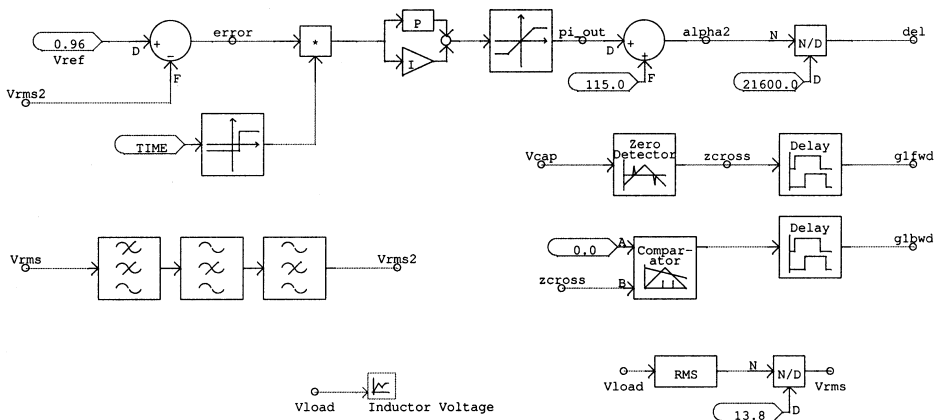 0.96
Vref
D
+
-
F
error
Vrms2
*
TIME
P
I
pi_out
D
+
+
F
115.0
alpha2
N
N/D
D
21600.0
del
Vcap
Zero
Detector
zcross
Delay
g1fwd
0.0
A
Compar-
ator
B
zcross
Delay
g1bwd
Vrms
Vrms2
Vload
Inductor Voltage
Vload
RMS
N
N/D
D
13.8
Vrms